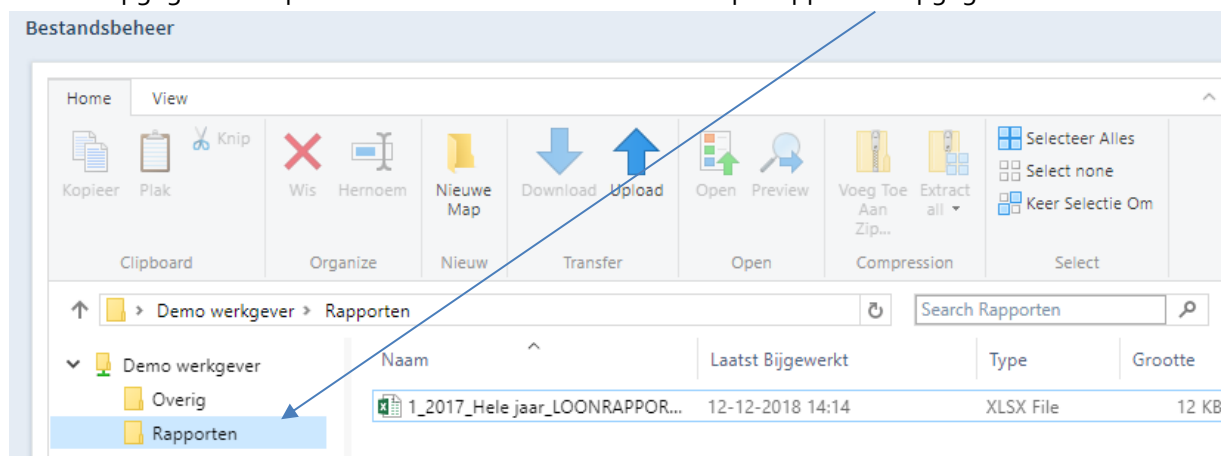 Bestandsbeheer
Home View
Kopieer Plak Knip Wis Hernoem Nieuwe Map Download Upload Open Preview Voeg Toe Aan Zip... Extract all Selecteer Alles
Select none
Keer Selectie Om
Clipboard Organize Nieuw Transfer Open Compression Select
Demo werkgever Rapporten Search Rapporten
Demo werkgever Naam Laatst Bijgewerkt Type Grootte
Overig 1_2017_Hele jaar_LOONRAPPOR... 12-12-2018 14:14 XLSX File 12 KB
Rapporten